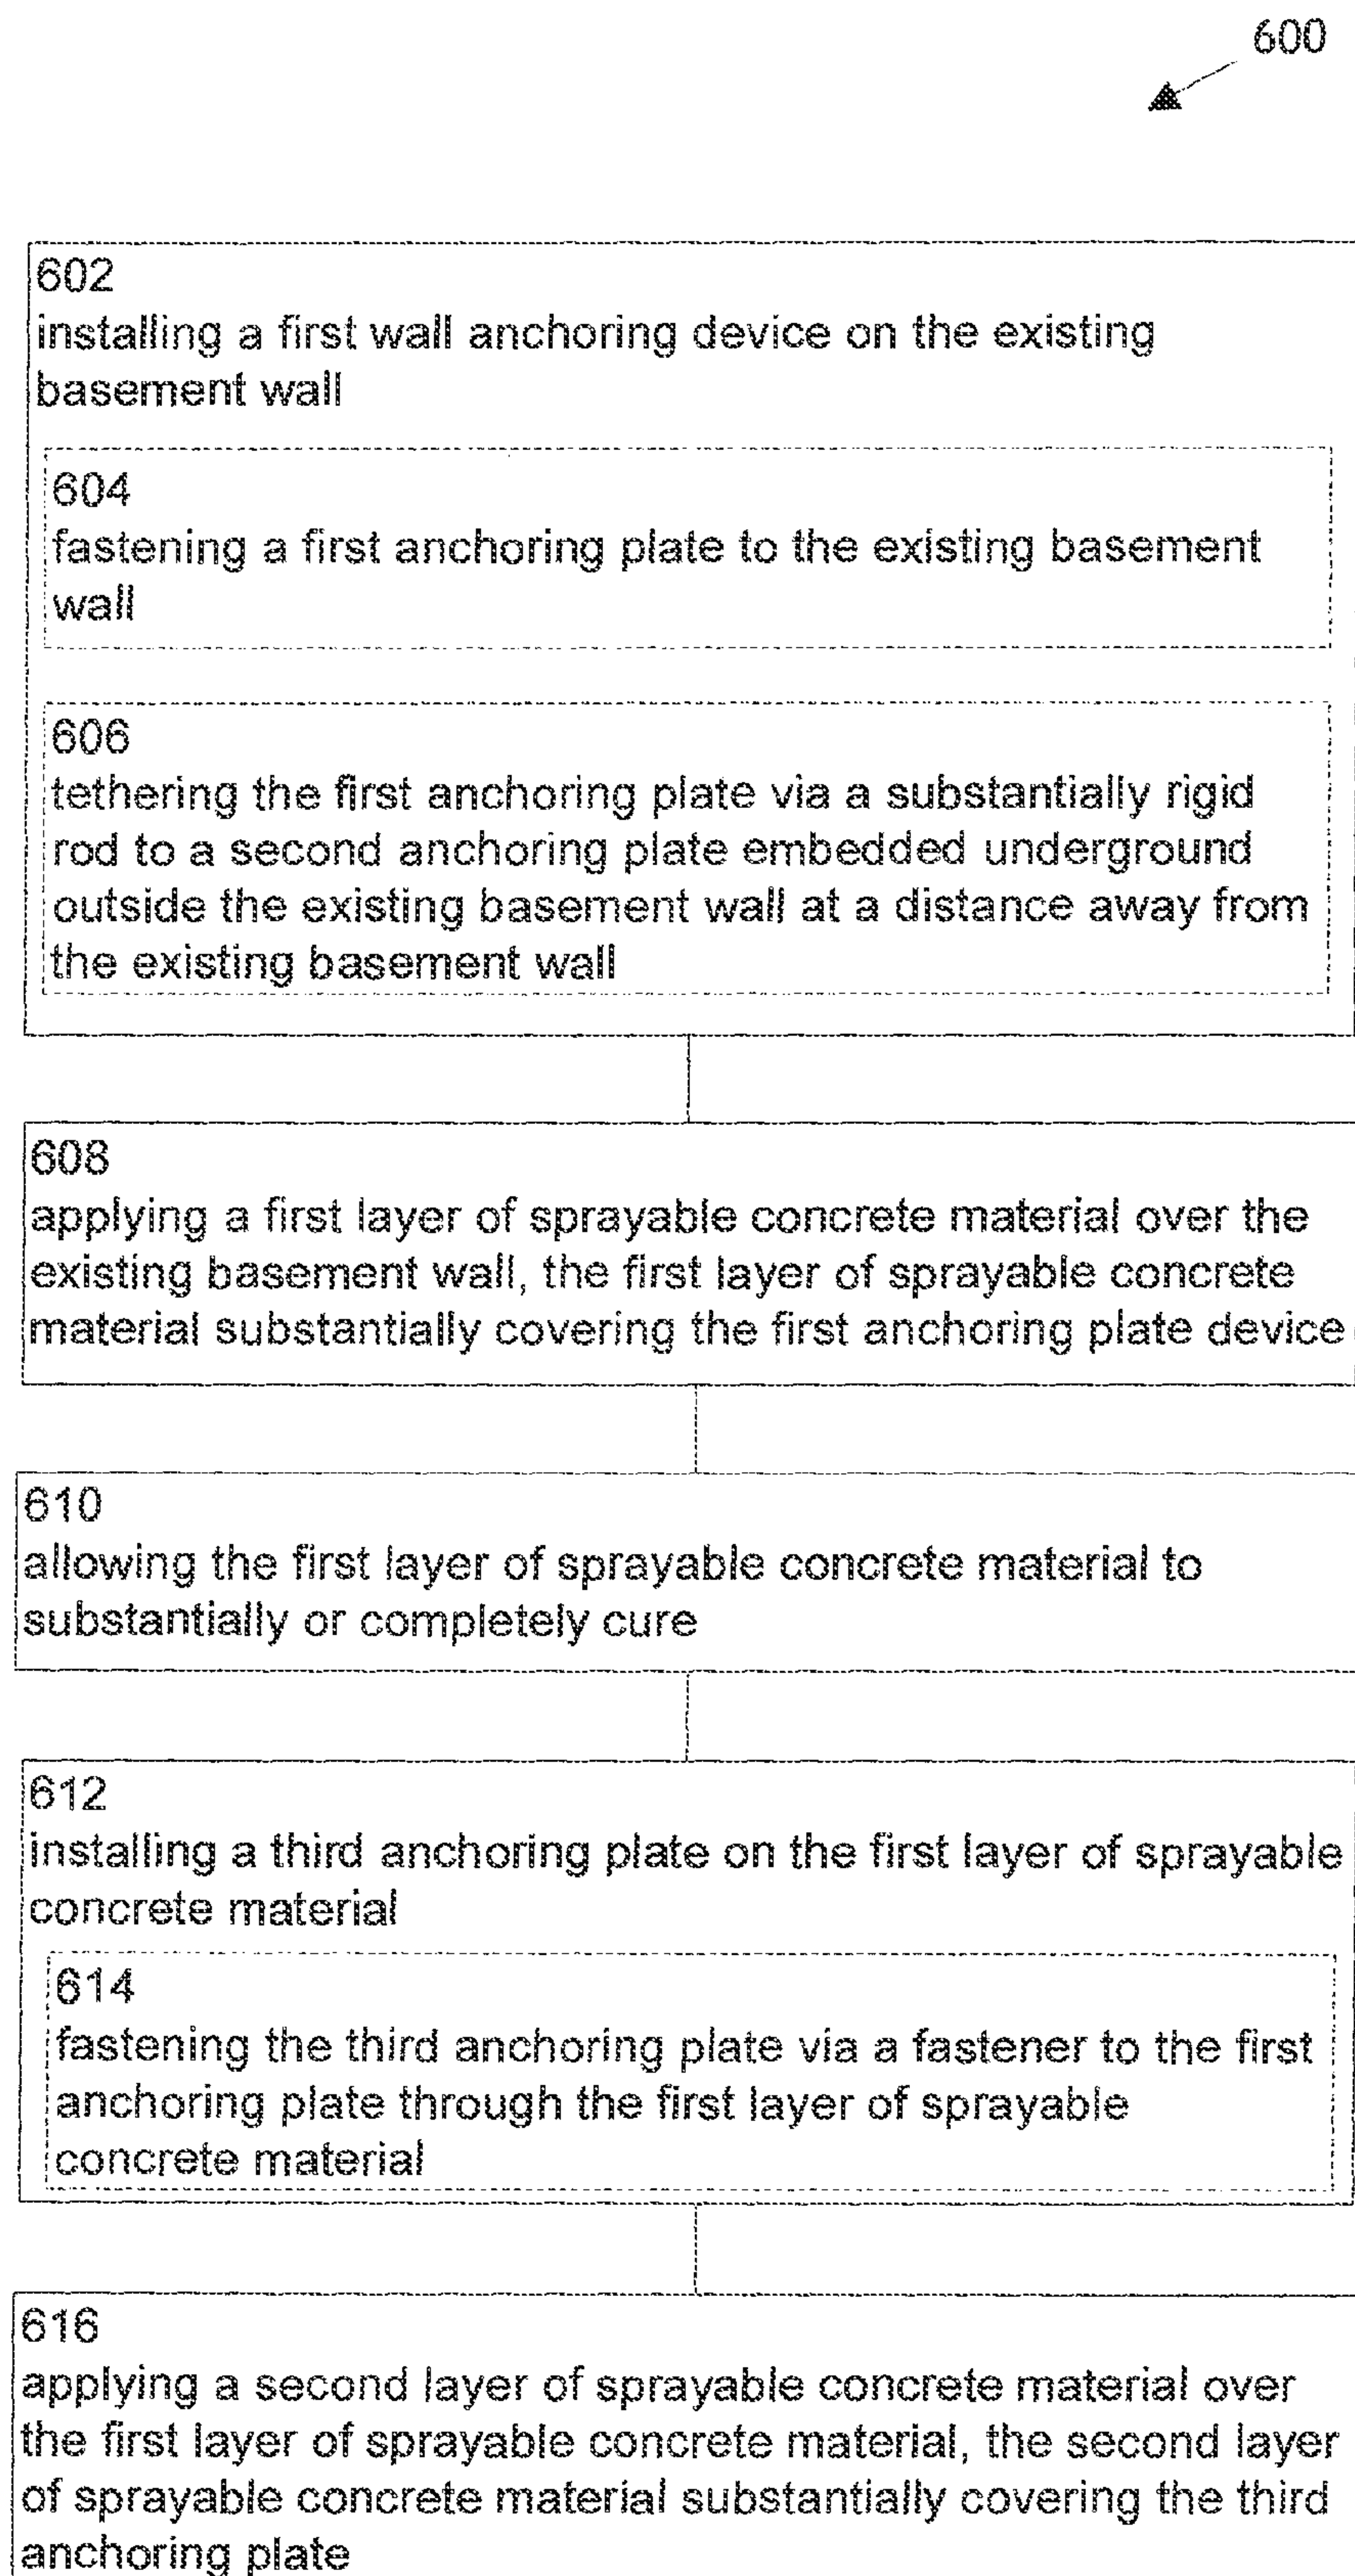 600
602
installing a first wall anchoring device on the existing
basement wall
604
fastening a first anchoring plate to the existing basement
wall
606
tethering the first anchoring plate via a substantially rigid
rod to a second anchoring plate embedded underground
outside the existing basement wall at a distance away from
the existing basement wall
608
applying a first layer of sprayable concrete material over the
existing basement wall, the first layer of sprayable concrete
material substantially covering the first anchoring plate device
610
allowing the first layer of sprayable concrete material to
substantially or completely cure
612
installing a third anchoring plate on the first layer of sprayable
concrete material
614
fastening the third anchoring plate via a fastener to the first
anchoring plate through the first layer of sprayable
concrete material
616
applying a second layer of sprayable concrete material over
the first layer of sprayable concrete material, the second layer
of sprayable concrete material substantially covering the third
anchoring plate